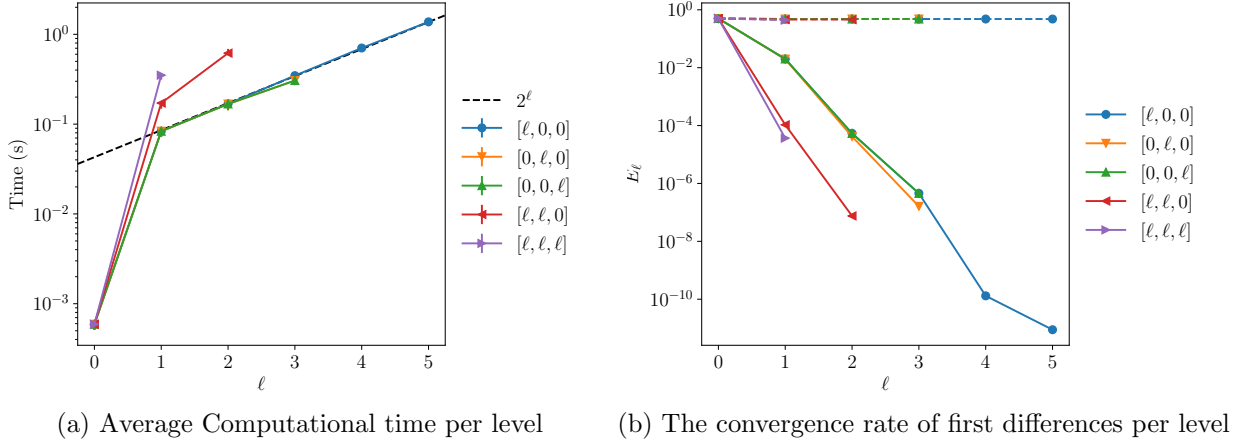 10^0
10^{-1}
10^{-2}
10^{-3}
Time (s)
0 1 2 3 4 5
ℓ
2^ℓ
[ℓ, 0, 0]
[0, ℓ, 0]
[0, 0, ℓ]
[ℓ, ℓ, 0]
[ℓ, ℓ, ℓ]
(a) Average Computational time per level
10^0
10^{-2}
10^{-4}
10^{-6}
10^{-8}
10^{-10}
E_ℓ
0 1 2 3 4 5
ℓ
[ℓ, 0, 0]
[0, ℓ, 0]
[0, 0, ℓ]
[ℓ, ℓ, 0]
[ℓ, ℓ, ℓ]
(b) The convergence rate of first differences per level